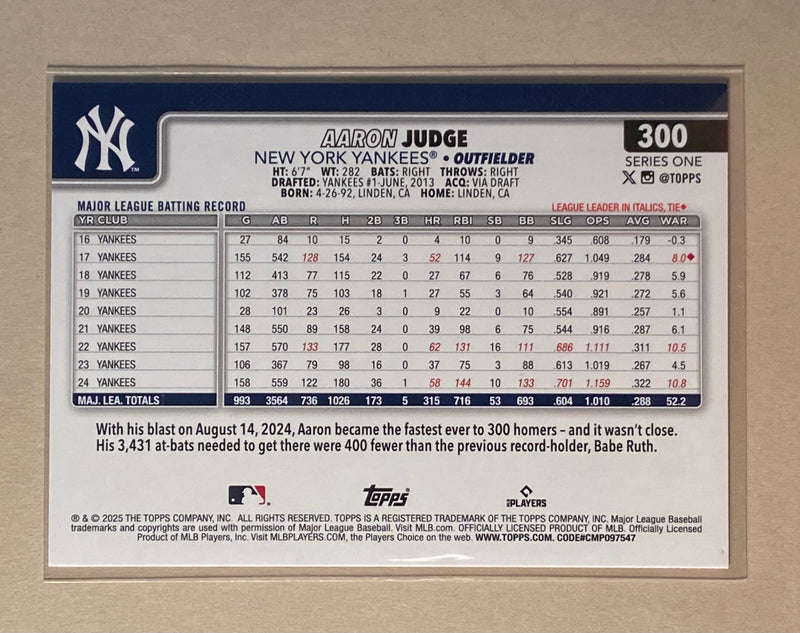 NY
AARON JUDGE
300
NEW YORK YANKEES® • OUTFIELDER
SERIES ONE
HT: 6'7" WT: 282 BATS: RIGHT THROWS: RIGHT
X @TOPPS
DRAFTED: YANKEES #1-JUNE, 2013 ACQ: VIA DRAFT
BORN: 4-26-92, LINDEN, CA HOME: LINDEN, CA
MAJOR LEAGUE BATTING RECORD
LEAGUE LEADER IN ITALICS, TIE♦
YR CLUB G AB R H 2B 3B HR RBI SB BB SLG OPS AVG WAR
16 YANKEES 27 84 10 15 2 0 4 10 0 9 .345 .608 .179 -0.3
17 YANKEES 155 542 128 154 24 3 52 114 9 127 .627 1.049 .284 8.0♦
18 YANKEES 112 413 77 115 22 0 27 67 6 76 .528 .919 .278 5.9
19 YANKEES 102 378 75 103 18 1 27 55 3 64 .540 .921 .272 5.6
20 YANKEES 28 101 23 26 3 0 9 22 0 10 .554 .891 .257 1.1
21 YANKEES 148 550 89 158 24 0 39 98 6 75 .544 .916 .287 6.1
22 YANKEES 157 570 133 177 28 0 62 131 16 111 .686 1.111 .311 10.5
23 YANKEES 106 367 79 98 16 0 37 75 3 88 .613 1.019 .267 4.5
24 YANKEES 158 559 122 180 36 1 58 144 10 133 .701 1.159 .322 10.8
MAJ. LEA. TOTALS 993 3564 736 1026 173 5 315 716 53 693 .604 1.010 .288 52.2
With his blast on August 14, 2024, Aaron became the fastest ever to 300 homers – and it wasn't close.
His 3,431 at-bats needed to get there were 400 fewer than the previous record-holder, Babe Ruth.
Topps
PLAYERS
® & © 2025 THE TOPPS COMPANY, INC. ALL RIGHTS RESERVED. TOPPS IS A REGISTERED TRADEMARK OF THE TOPPS COMPANY, INC. Major League Baseball
trademarks and copyrights are used with permission of Major League Baseball. Visit MLB.com. OFFICIALLY LICENSED PRODUCT OF MLB. Officially Licensed
Product of MLB Players, Inc. Visit MLBPLAYERS.COM, the Players Choice on the web. WWW.TOPPS.COM. CODE#CMP097547